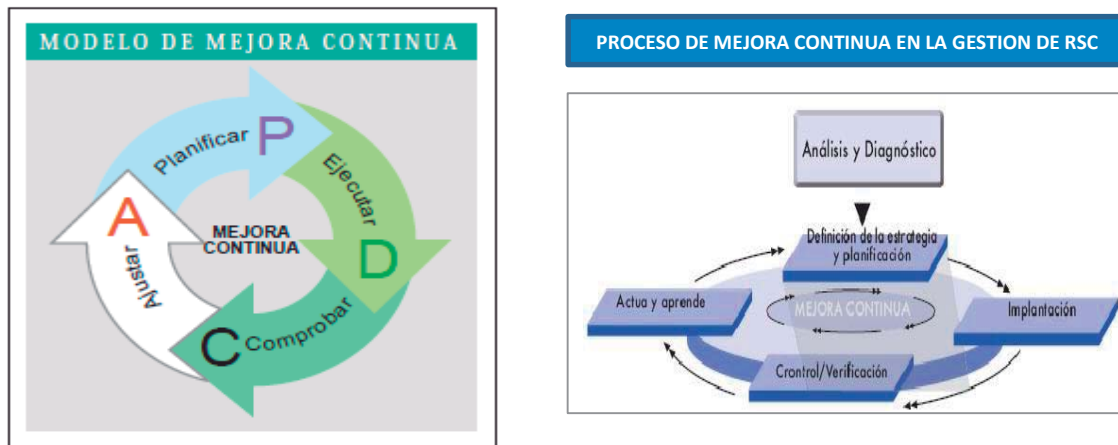 MODELO DE MEJORA CONTINUA
Planificar
P
Ejecutar
D
Comprobar
C
Ajustar
A
MEJORA
CONTINUA
PROCESO DE MEJORA CONTINUA EN LA GESTION DE RSC
Análisis y Diagnóstico
Definición de la estrategia
y planificación
Actua y aprende
MEJORA CONTINUA
Implantación
Crontrol/Verificación